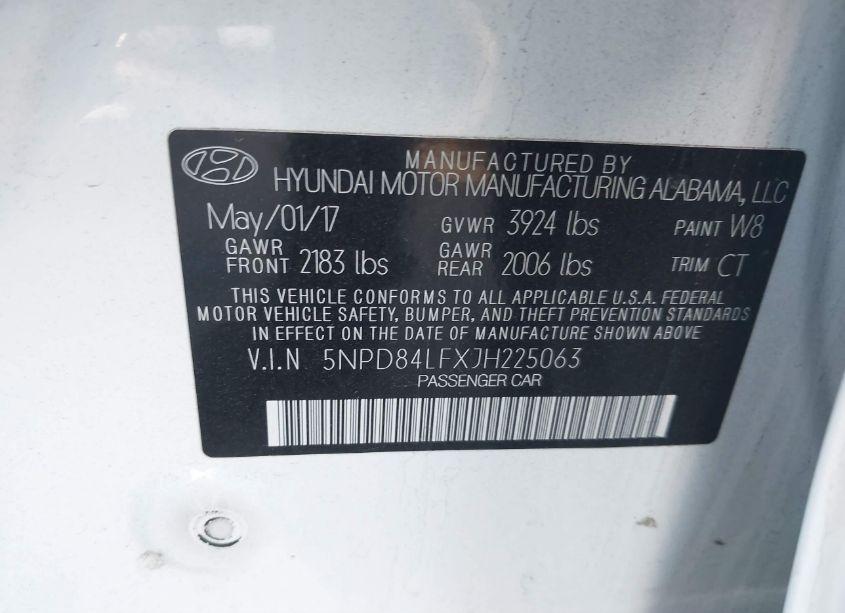 MANUFACTURED BY
HYUNDAI MOTOR MANUFACTURING ALABAMA, LLC
May/01/17 GVWR 3924 lbs PAINT W8
GAWR FRONT 2183 lbs GAWR REAR 2006 lbs TRIM CT
THIS VEHICLE CONFORMS TO ALL APPLICABLE U.S.A. FEDERAL
MOTOR VEHICLE SAFETY, BUMPER, AND THEFT PREVENTION STANDARDS
IN EFFECT ON THE DATE OF MANUFACTURE SHOWN ABOVE
V.I.N 5NPD84LFXJH225063
PASSENGER CAR